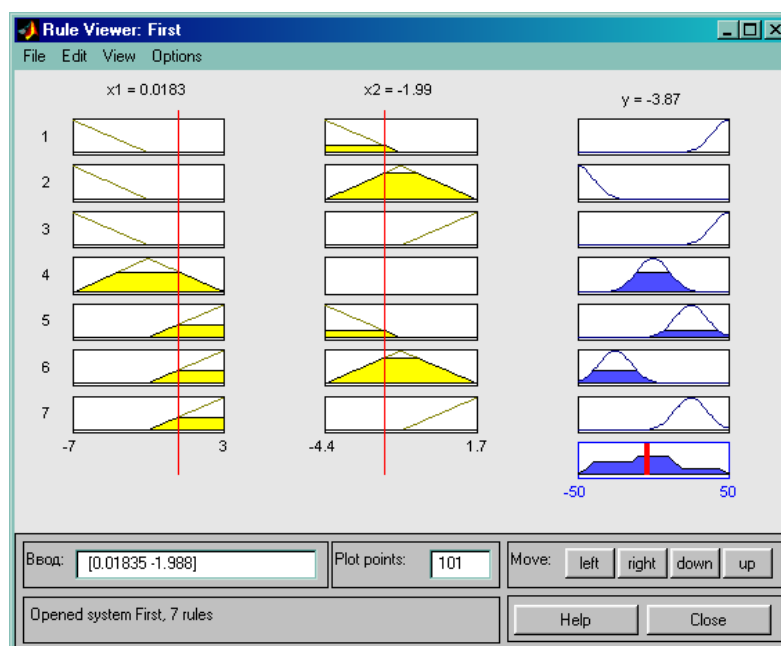 Rule Viewer: First
File Edit View Options
x1 = 0.0183 x2 = -1.99 y = -3.87
1
2
3
4
5
6
7
-7 3 -4.4 1.7
-50 50
Ввод: [0.01835 -1.988] Plot points: 101 Move: left right down up
Opened system First, 7 rules Help Close